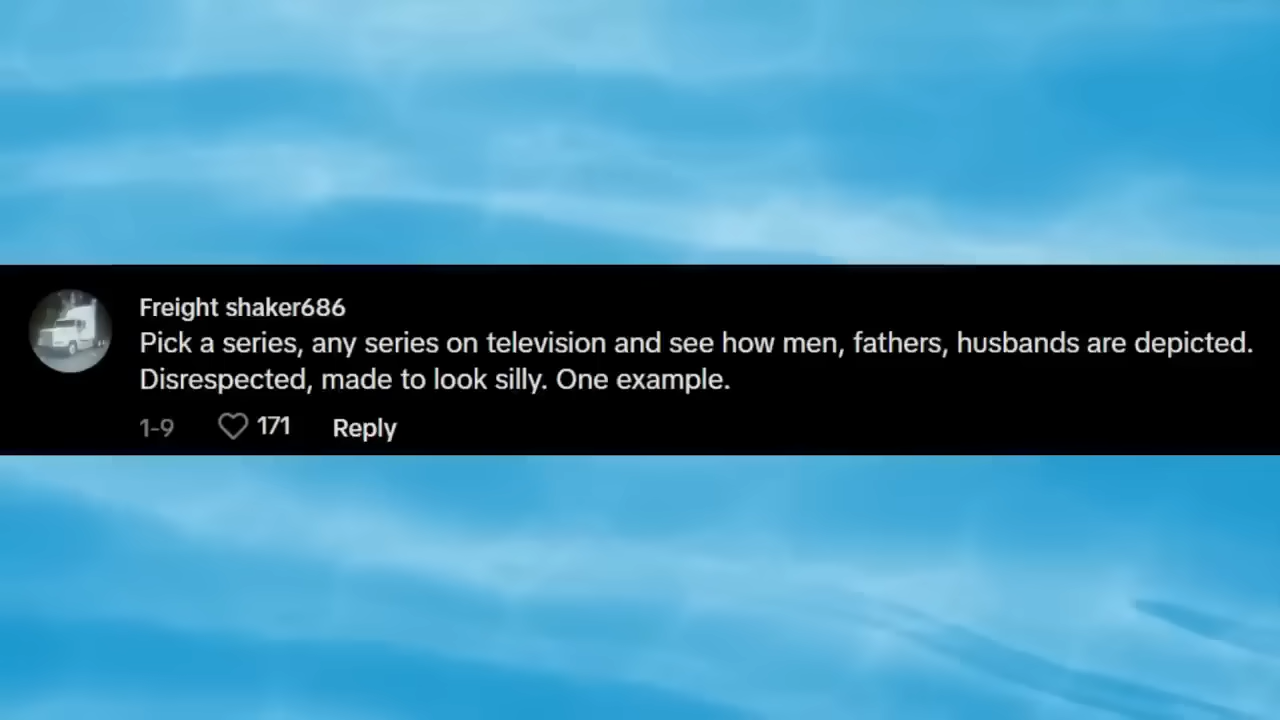 Freight shaker686
Pick a series, any series on television and see how men, fathers, husbands are depicted.
Disrespected, made to look silly. One example.
1-9 171 Reply